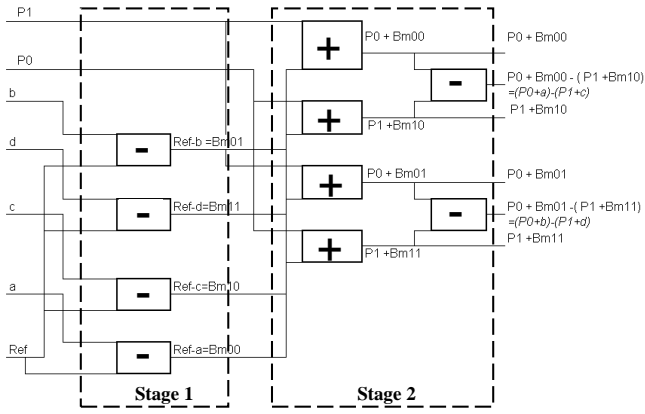 P1
P0
b
d
c
a
Ref
-
-
-
-
Ref-b =Bm01
Ref-d=Bm11
Ref-c=Bm10
Ref-a=Bm00
Stage 1
+
+
+
+
P0 + Bm00
P1 +Bm10
P0 + Bm01
P1 +Bm11
-
-
Stage 2
P0 + Bm00
P0 + Bm00 - ( P1 +Bm10)
=(P0+a)-(P1+c)
P1 +Bm10
P0 + Bm01
P0 + Bm01 -( P1 +Bm11)
=(P0+b)-(P1+d)
P1 +Bm11